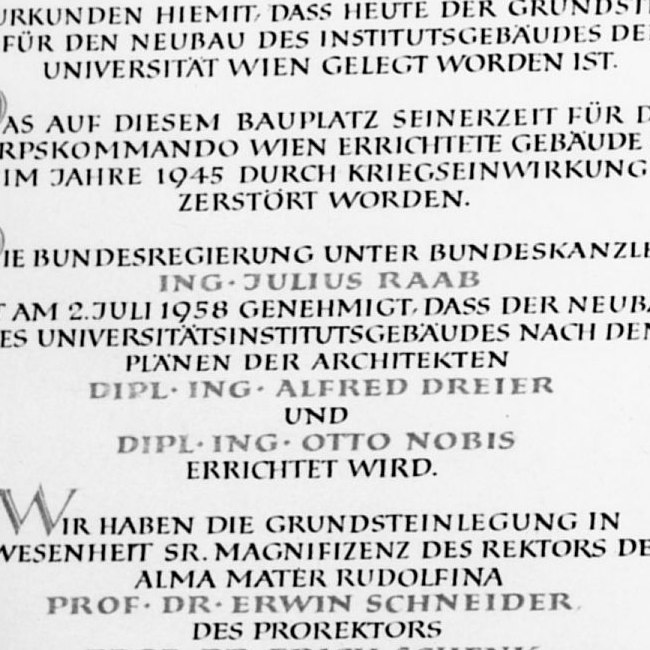 URKUNDEN HIEMIT, DASS HEUTE DER GRUNDSTE
FÜR DEN NEUBAU DES INSTITUTSGEBÄUDES DE
UNIVERSITÄT WIEN GELEGT WORDEN IST.
DAS AUF DIESEM BAUPLATZ SEINERZEIT FÜR D
RPSKOMMANDO WIEN ERRICHTETE GEBÄUDE
IM JAHRE 1945 DURCH KRIEGSEINWIRKUNG
ZERSTÖRT WORDEN.
DIE BUNDESREGIERUNG UNTER BUNDESKANZLE
ING · JULIUS RAAB
T AM 2. JULI 1958 GENEHMIGT, DASS DER NEUBA
ES UNIVERSITÄTSINSTITUTSGEBÄUDES NACH DEN
PLÄNEN DER ARCHITEKTEN
DIPL · ING · ALFRED DREIER
UND
DIPL · ING · OTTO NOBIS
ERRICHTET WIRD.
WIR HABEN DIE GRUNDSTEINLEGUNG IN
WESENHEIT SR. MAGNIFIZENZ DES REKTORS DE
ALMA MATER RUDOLFINA
PROF · DR · ERWIN SCHNEIDER,
DES PROREKTORS